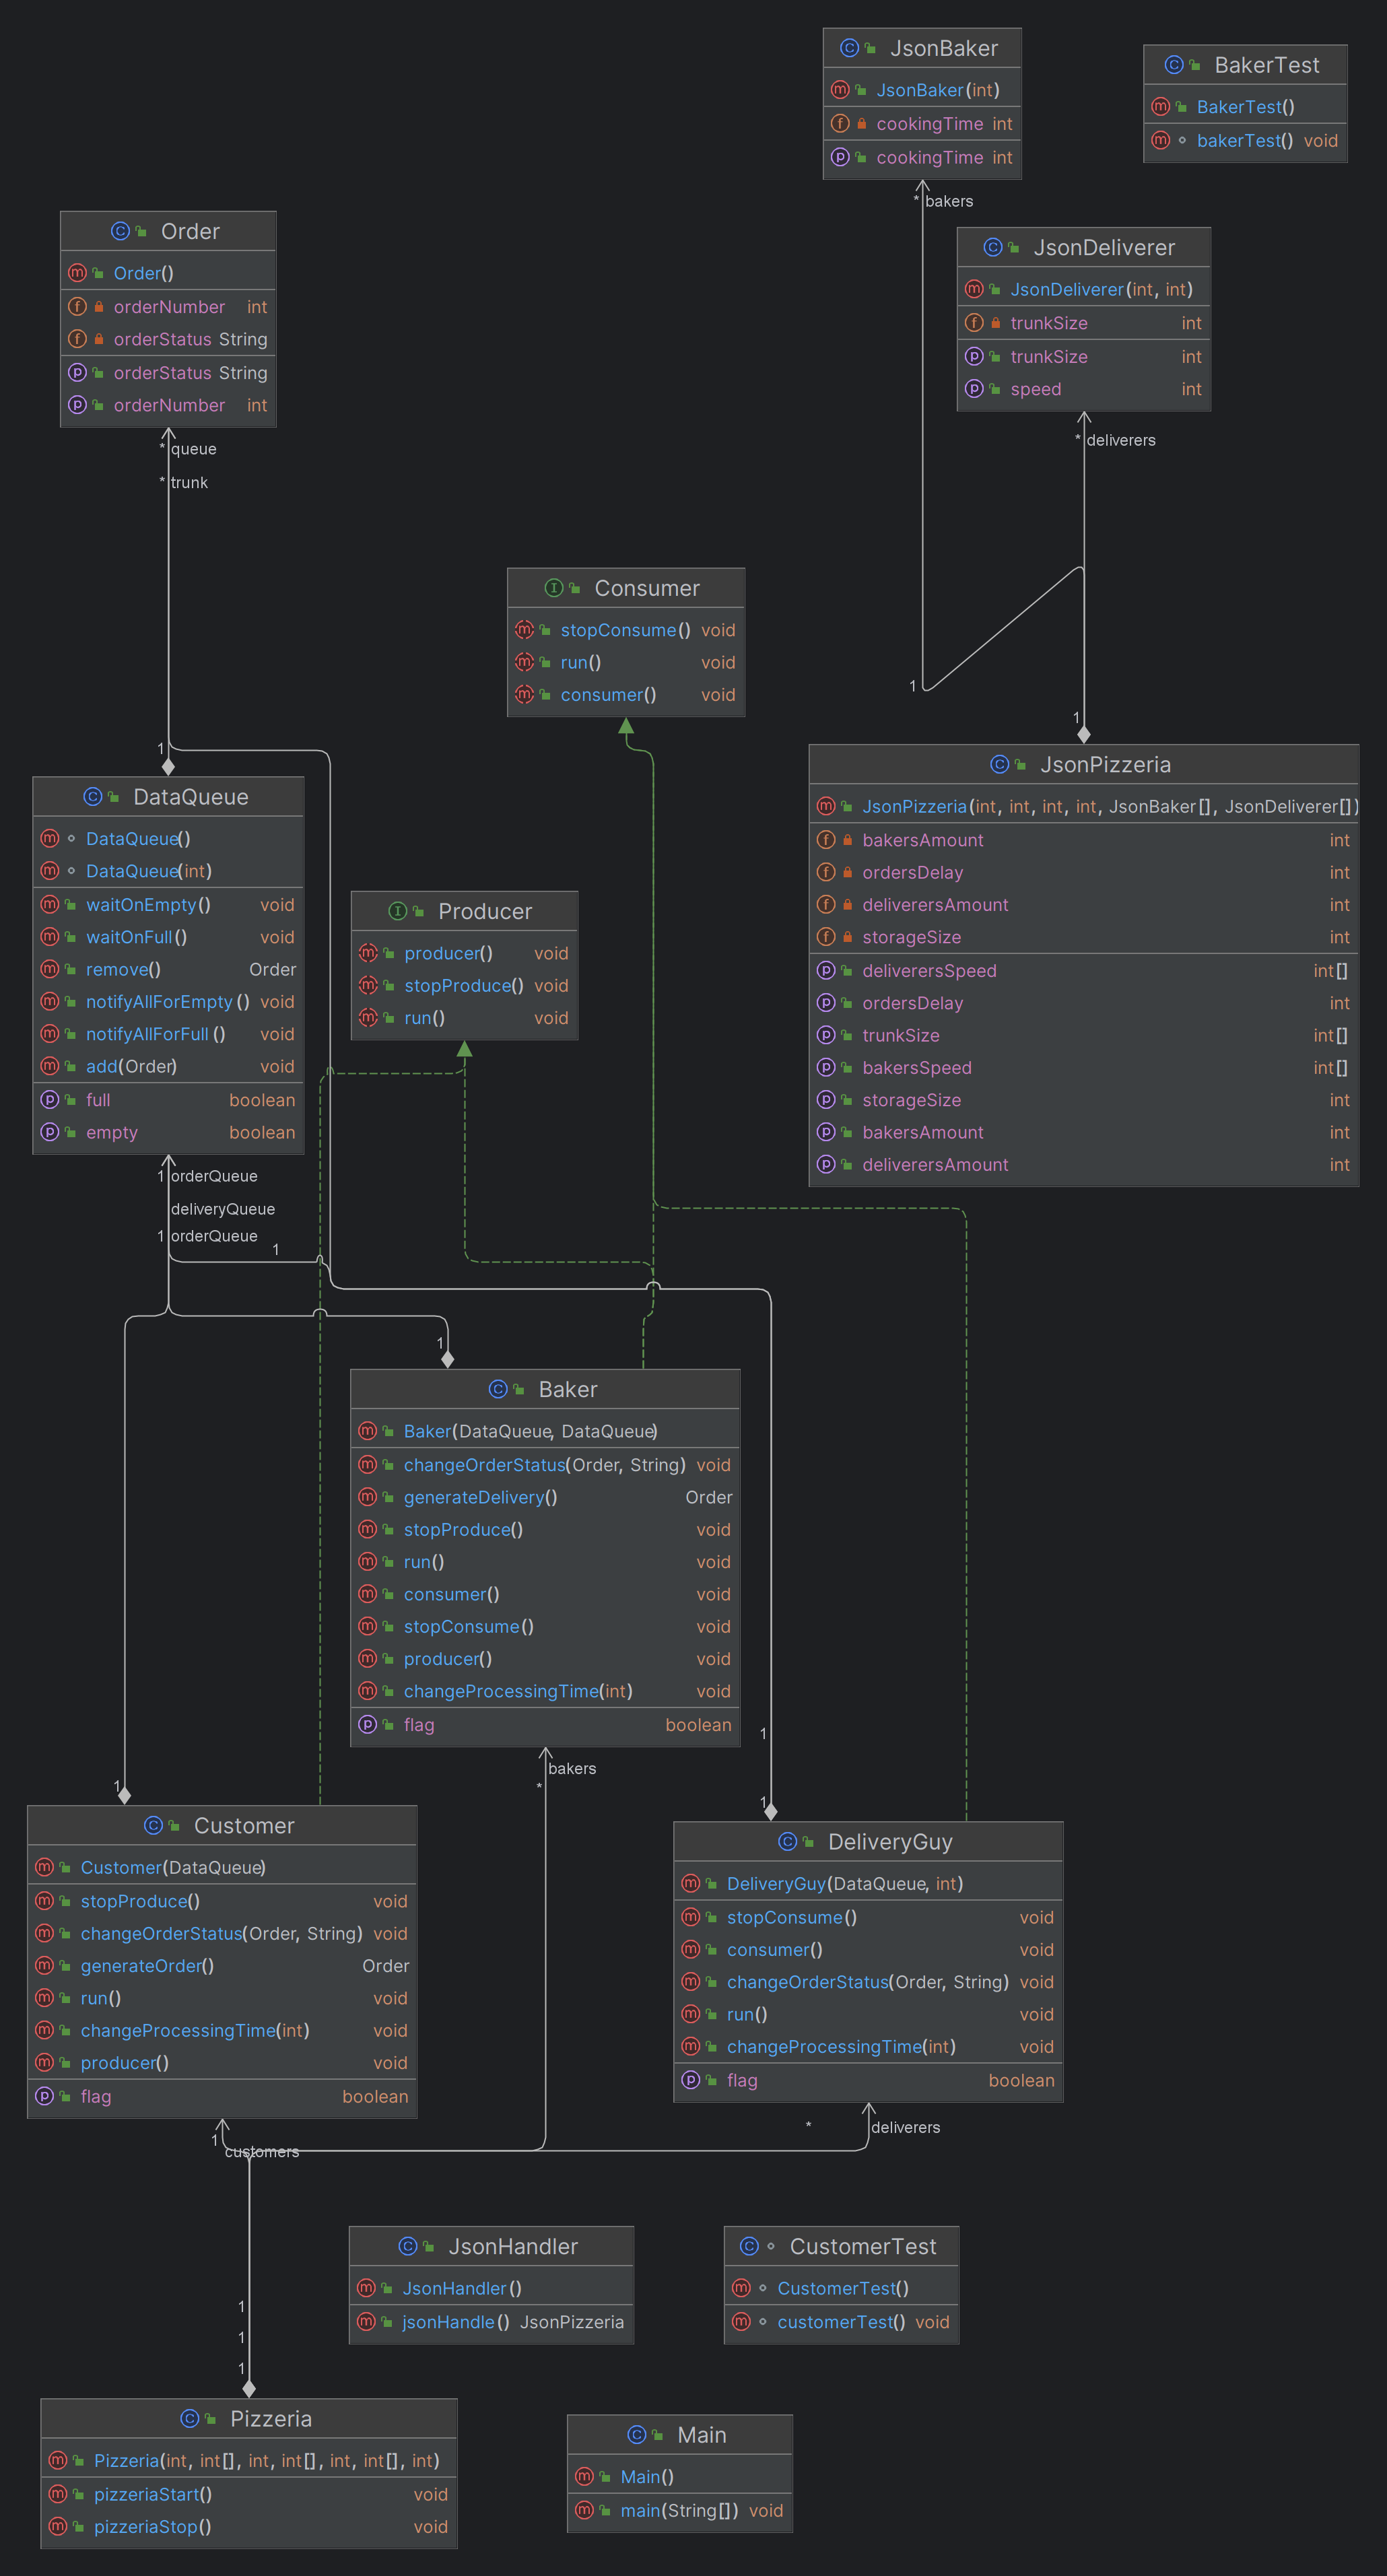 JsonBaker
JsonBaker(int)
cookingTime int
cookingTime int
* bakers
BakerTest
BakerTest()
bakerTest() void
Order
Order()
orderNumber int
orderStatus String
orderStatus String
orderNumber int
* queue
* trunk
1
JsonDeliverer
JsonDeliverer(int, int)
trunkSize int
trunkSize int
speed int
* deliverers
1
1
Consumer
stopConsume() void
run() void
consumer() void
DataQueue
DataQueue()
DataQueue(int)
waitOnEmpty() void
waitOnFull() void
remove() Order
notifyAllForEmpty() void
notifyAllForFull() void
add(Order) void
full boolean
empty boolean
1 orderQueue
deliveryQueue
1 orderQueue
1
1
Producer
producer() void
stopProduce() void
run() void
JsonPizzeria
JsonPizzeria(int, int, int, int, JsonBaker[], JsonDeliverer[])
bakersAmount int
ordersDelay int
deliverersAmount int
storageSize int
deliverersSpeed int[]
ordersDelay int
trunkSize int[]
bakersSpeed int[]
storageSize int
bakersAmount int
deliverersAmount int
Baker
Baker(DataQueue, DataQueue)
changeOrderStatus(Order, String) void
generateDelivery() Order
stopProduce() void
run() void
consumer() void
stopConsume() void
producer() void
changeProcessingTime(int) void
flag boolean
bakers
*
1
1
1
Customer
Customer(DataQueue)
stopProduce() void
changeOrderStatus(Order, String) void
generateOrder() Order
run() void
changeProcessingTime(int) void
producer() void
flag boolean
1
customers
DeliveryGuy
DeliveryGuy(DataQueue, int)
stopConsume() void
consumer() void
changeOrderStatus(Order, String) void
run() void
changeProcessingTime(int) void
flag boolean
* deliverers
JsonHandler
JsonHandler()
jsonHandle() JsonPizzeria
CustomerTest
CustomerTest()
customerTest() void
1
1
1
Pizzeria
Pizzeria(int, int[], int, int[], int, int[], int)
pizzeriaStart() void
pizzeriaStop() void
Main
Main()
main(String[]) void